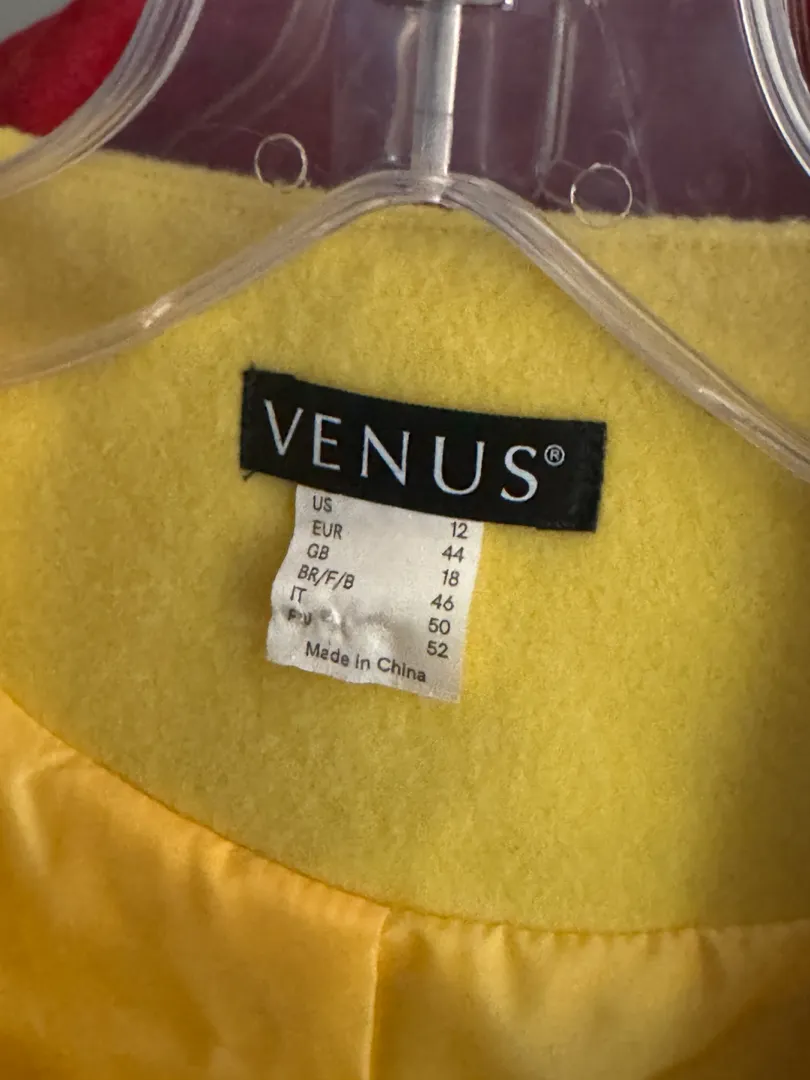 VENUS®
US 12
EUR 44
GB 18
BR/F/B 46
IT 50
52
Made in China